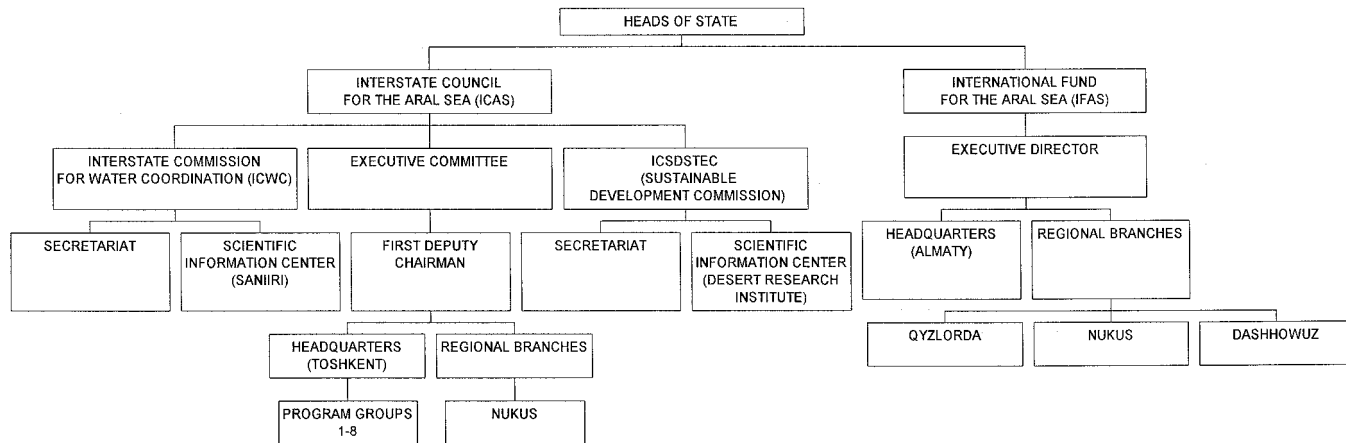 HEADS OF STATE
INTERSTATE COUNCIL
FOR THE ARAL SEA (ICAS)
INTERNATIONAL FUND
FOR THE ARAL SEA (IFAS)
INTERSTATE COMMISSION
FOR WATER COORDINATION (ICWC)
EXECUTIVE COMMITTEE
ICSDSTEC
(SUSTAINABLE
DEVELOPMENT COMMISSION)
EXECUTIVE DIRECTOR
SECRETARIAT
SCIENTIFIC
INFORMATION CENTER
(SANIIRI)
FIRST DEPUTY
CHAIRMAN
SECRETARIAT
SCIENTIFIC
INFORMATION CENTER
(DESERT RESEARCH
INSTITUTE)
HEADQUARTERS
(ALMATY)
REGIONAL BRANCHES
HEADQUARTERS
(TOSHKENT)
REGIONAL BRANCHES
QYZLORDA
NUKUS
DASHHOWUZ
PROGRAM GROUPS
1-8
NUKUS